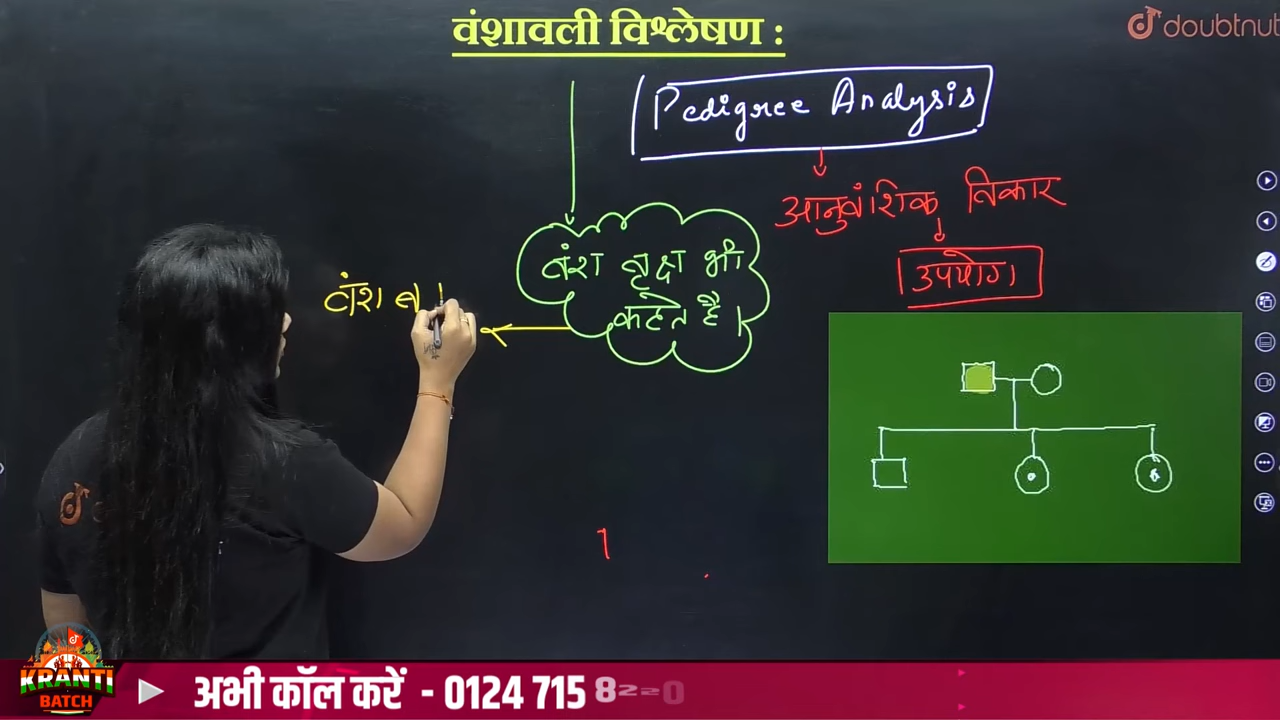 वंशावली विश्लेषण :
doubtnut
Pedigree Analysis
आनुवंशिक विकार
उपयोग
वंश वृक्ष भी
कहते है।
वंश व
KRANTI
BATCH
अभी कॉल करें - 0124 715